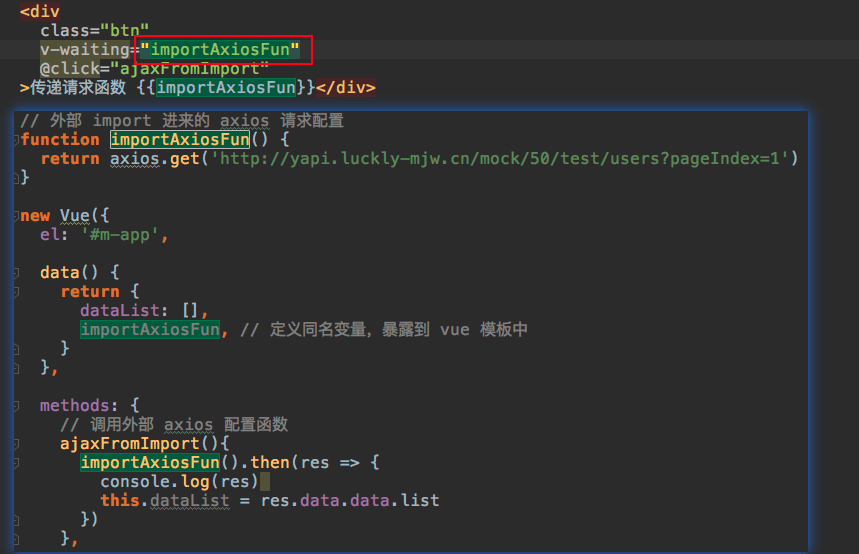 <div
class="btn"
v-waiting="importAxiosFun"
@click="ajaxFromImport"
>传递请求函数 {{importAxiosFun}}</div>
// 外部 import 进来的 axios 请求配置
function importAxiosFun() {
return axios.get('http://yapi.luckly-mjw.cn/mock/50/test/users?pageIndex=1')
}
new Vue({
el: '#m-app',
data() {
return {
dataList: [],
importAxiosFun, // 定义同名变量，暴露到 vue 模板中
}
},
methods: {
// 调用外部 axios 配置函数
ajaxFromImport(){
importAxiosFun().then(res => {
console.log(res)
this.dataList = res.data.data.list
})
},